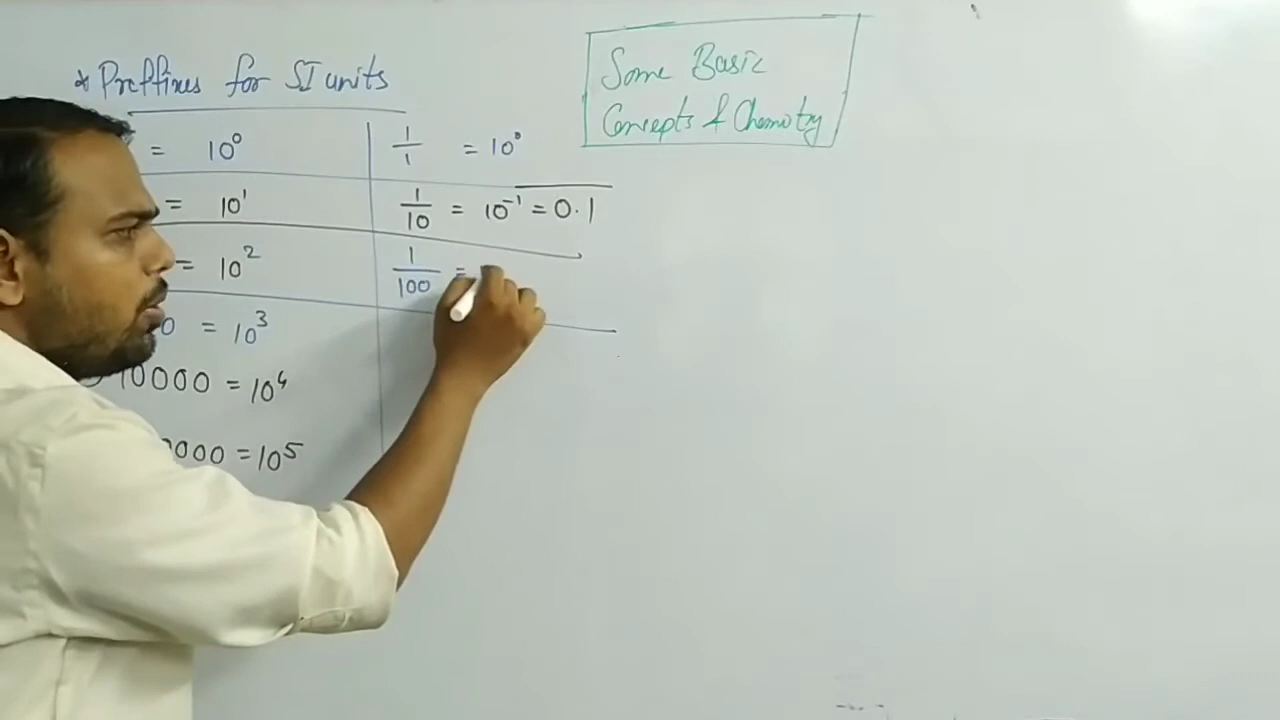 * Preffixes for SI units
Some Basic
Concepts of Chemistry
= 10⁰
1/1 = 10⁰
= 10¹
1/10 = 10⁻¹ = 0.1
= 10²
1/100 =
0 = 10³
10000 = 10⁴
0000 = 10⁵